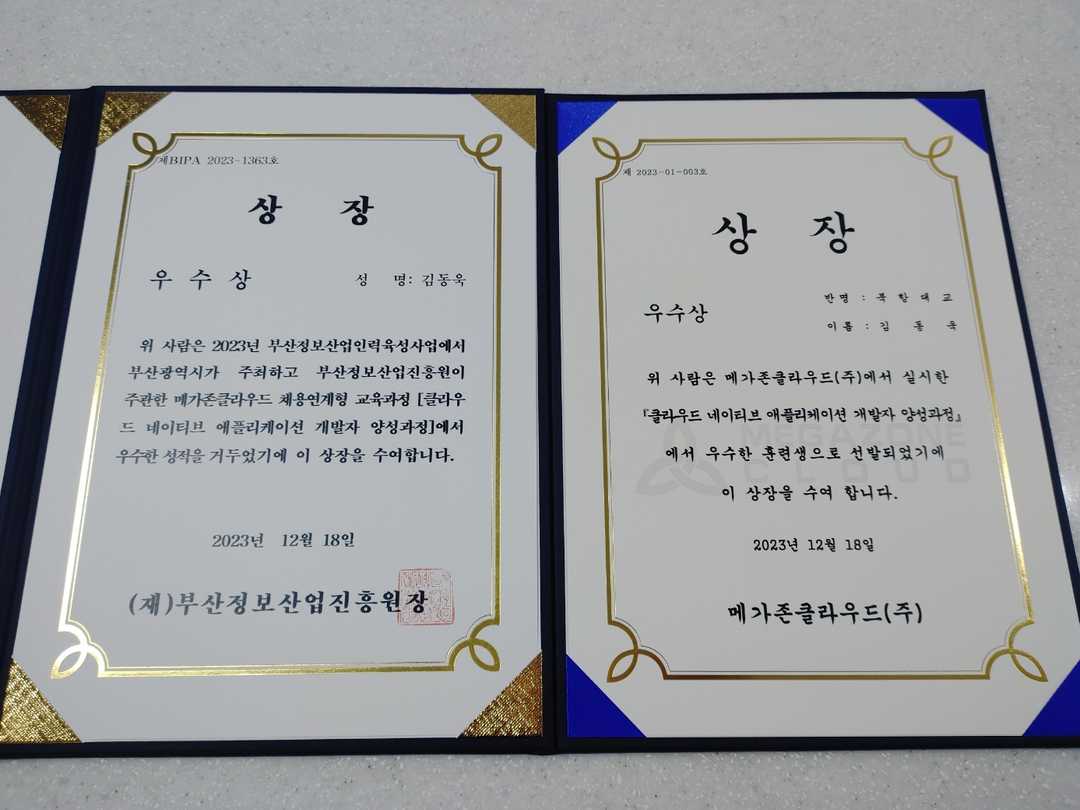 제BIPA 2023-1363호
상 장
우 수 상
성 명: 김동욱
위 사람은 2023년 부산정보산업인력육성사업에서
부산광역시가 주최하고 부산정보산업진흥원이
주관한 메가존클라우드 채용연계형 교육과정 [클라우
드 네이티브 애플리케이션 개발자 양성과정]에서
우수한 성적을 거두었기에 이 상장을 수여합니다.
2023년 12월 18일
(재)부산정보산업진흥원장
제 2023-01-003호
상 장
우수상
반명 : 북항대교
이름 : 김 동 욱
위 사람은 메가존클라우드(주)에서 실시한
『클라우드 네이티브 애플리케이션 개발자 양성과정』
에서 우수한 훈련생으로 선발되었기에
이 상장을 수여 합니다.
MEGAZONE
CLOUD
2023년 12월 18일
메가존클라우드(주)